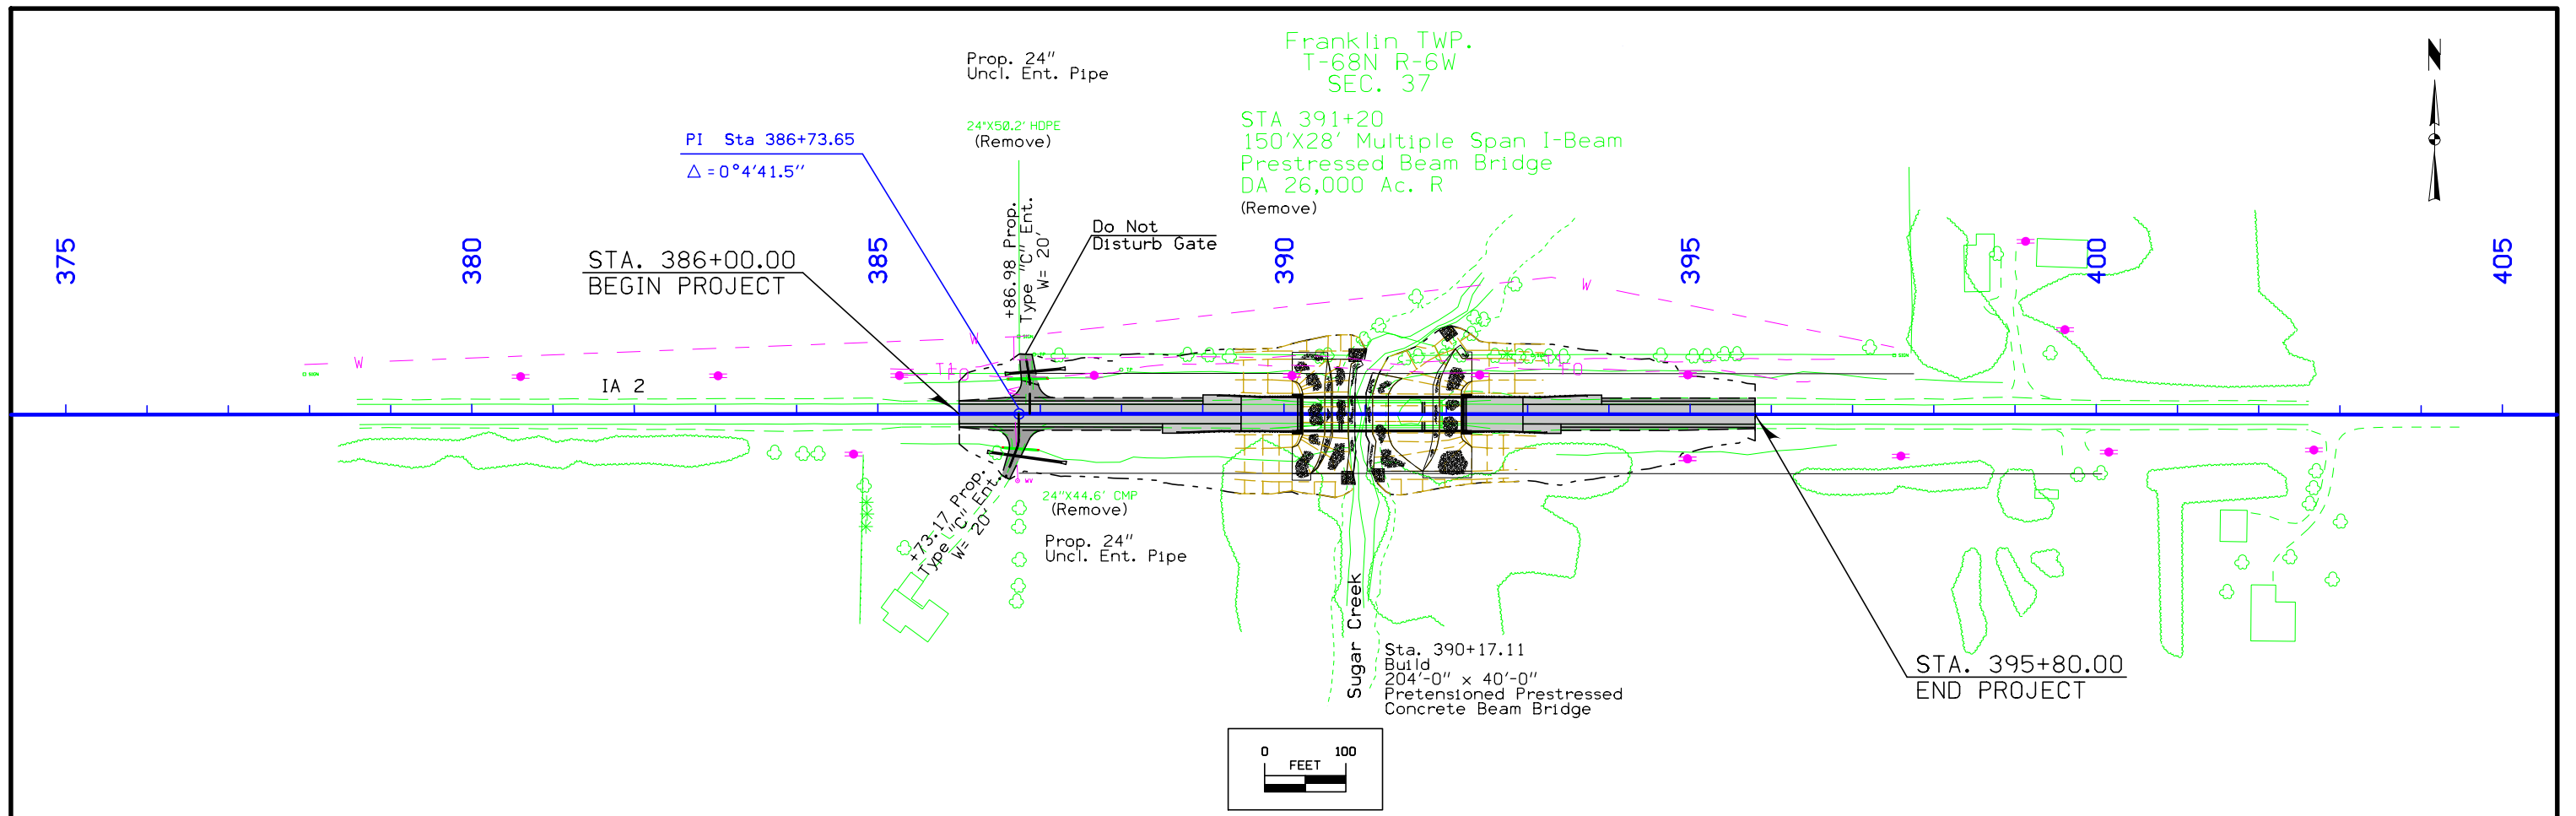 Prop. 24"
Uncl. Ent. Pipe
24"X50.2' HDPE
(Remove)
Franklin TWP.
T-68N R-6W
SEC. 37
STA 391+20
150'X28' Multiple Span I-Beam
Prestressed Beam Bridge
DA 26,000 Ac. R
(Remove)
N
PI Sta 386+73.65
△ = 0°4'41.5"
STA. 386+00.00
BEGIN PROJECT
+86.98 Prop.
Type "C" Ent.
W= 20'
Do Not
Disturb Gate
375
380
385
390
395
400
405
W
W
W
IA 2
FO
FO
+73.17 Prop.
Type "C" Ent.
W= 20'
WV
24"X44.6' CMP
(Remove)
Prop. 24"
Uncl. Ent. Pipe
Sugar Creek
Sta. 390+17.11
Build
204'-0" x 40'-0"
Pretensioned Prestressed
Concrete Beam Bridge
STA. 395+80.00
END PROJECT
0 100
FEET